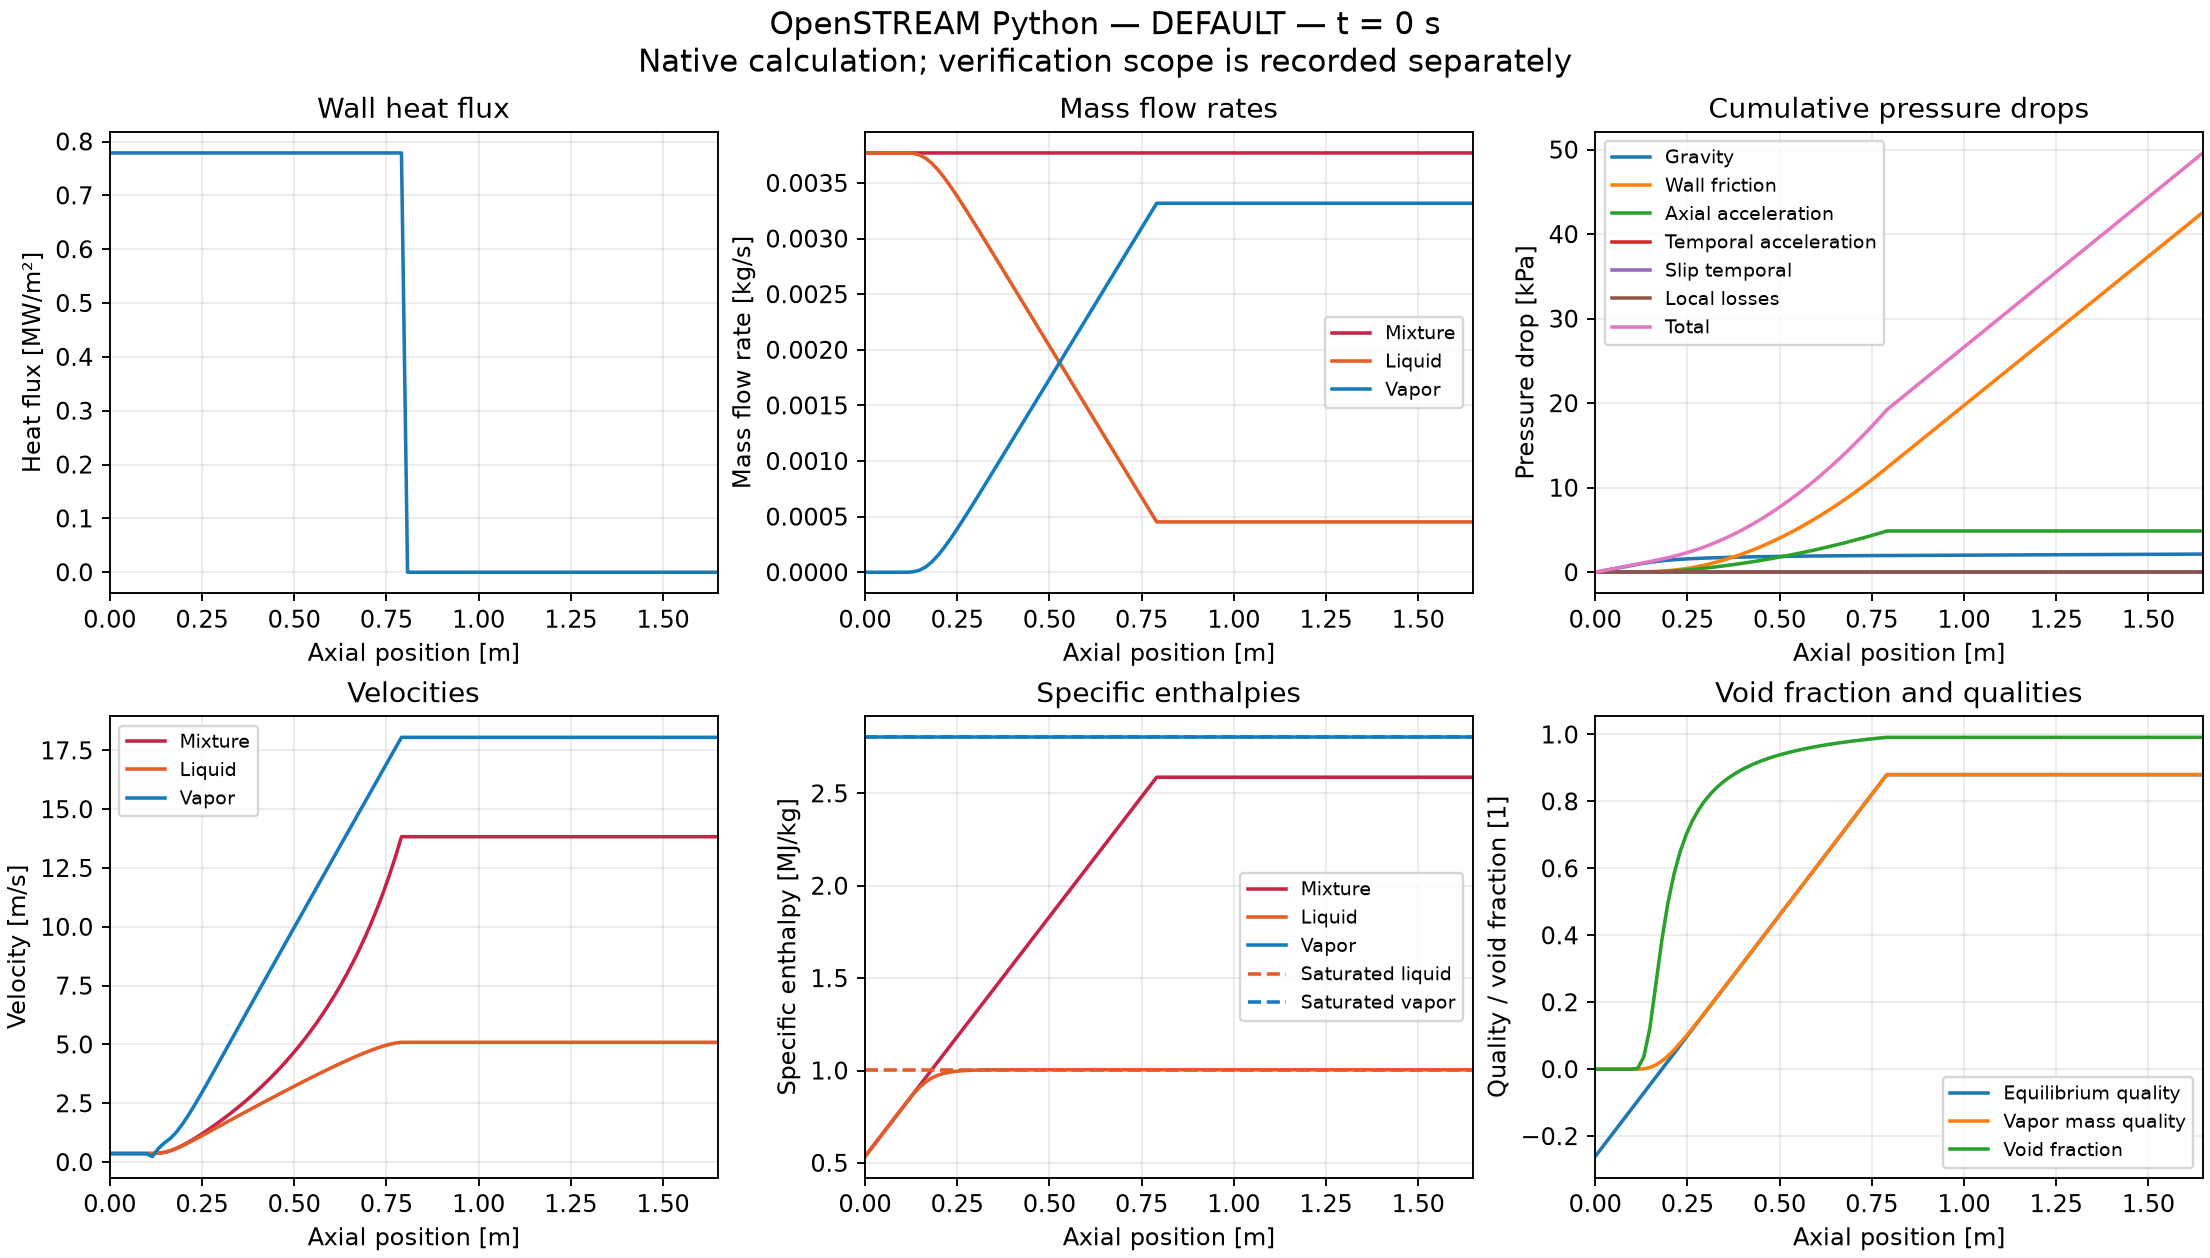 OpenSTREAM Python — DEFAULT — t = 0 s
Native calculation; verification scope is recorded separately
Wall heat flux
Heat flux [MW/m²]
0.8
0.7
0.6
0.5
0.4
0.3
0.2
0.1
0.0
0.00 0.25 0.50 0.75 1.00 1.25 1.50
Axial position [m]
Mass flow rates
Mass flow rate [kg/s]
0.0035
0.0030
0.0025
0.0020
0.0015
0.0010
0.0005
0.0000
Mixture
Liquid
Vapor
0.00 0.25 0.50 0.75 1.00 1.25 1.50
Axial position [m]
Cumulative pressure drops
Pressure drop [kPa]
50
40
30
20
10
0
Gravity
Wall friction
Axial acceleration
Temporal acceleration
Slip temporal
Local losses
Total
0.00 0.25 0.50 0.75 1.00 1.25 1.50
Axial position [m]
Velocities
Velocity [m/s]
17.5
15.0
12.5
10.0
7.5
5.0
2.5
0.0
Mixture
Liquid
Vapor
0.00 0.25 0.50 0.75 1.00 1.25 1.50
Axial position [m]
Specific enthalpies
Specific enthalpy [MJ/kg]
2.5
2.0
1.5
1.0
0.5
Mixture
Liquid
Vapor
Saturated liquid
Saturated vapor
0.00 0.25 0.50 0.75 1.00 1.25 1.50
Axial position [m]
Void fraction and qualities
Quality / void fraction [1]
1.0
0.8
0.6
0.4
0.2
0.0
−0.2
Equilibrium quality
Vapor mass quality
Void fraction
0.00 0.25 0.50 0.75 1.00 1.25 1.50
Axial position [m]